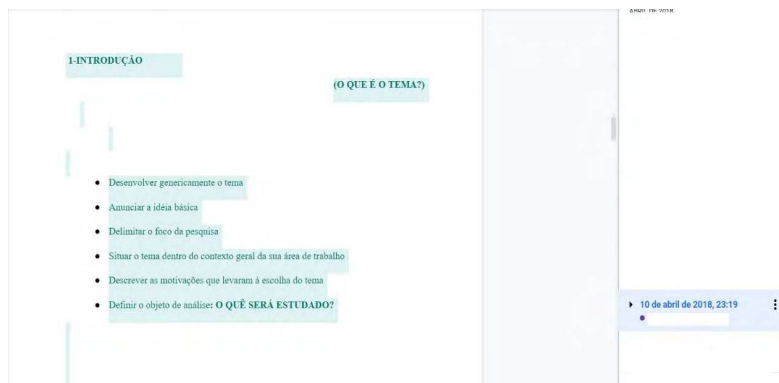 1-INTRODUÇÃO
(O QUE É O TEMA?)
Desenvolver genericamente o tema
Anunciar a idéia básica
Delimitar o foco da pesquisa
Situar o tema dentro do contexto geral da sua área de trabalho
Descrever as motivações que levaram à escolha do tema
Definir o objeto de análise: O QUÊ SERÁ ESTUDADO?
10 de abril de 2018, 23:19